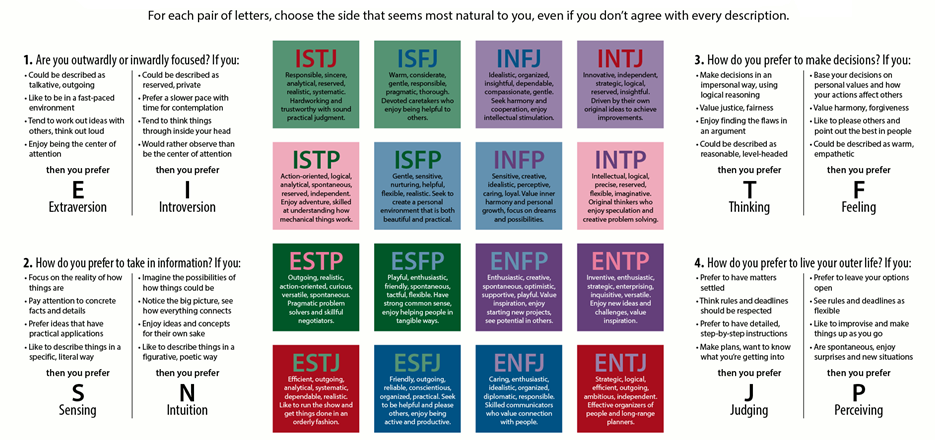 For each pair of letters, choose the side that seems most natural to you, even if you don't agree with every description.
1. Are you outwardly or inwardly focused? If you:
• Could be described as
talkative, outgoing
• Like to be in a fast-paced
environment
• Tend to work out ideas with
others, think out loud
• Enjoy being the center of
attention
then you prefer
E
Extraversion
• Could be described as
reserved, private
• Prefer a slower pace with
time for contemplation
• Tend to think things
through inside your head
• Would rather observe than
be the center of attention
then you prefer
I
Introversion
2. How do you prefer to take in information? If you:
• Focus on the reality of how
things are
• Pay attention to concrete
facts and details
• Prefer ideas that have
practical applications
• Like to describe things in a
specific, literal way
then you prefer
S
Sensing
• Imagine the possibilities of
how things could be
• Notice the big picture, see
how everything connects
• Enjoy ideas and concepts
for their own sake
• Like to describe things in a
figurative, poetic way
then you prefer
N
Intuition
ISTJ
Responsible, sincere,
analytical, reserved,
realistic, systematic.
Hardworking and
trustworthy with sound
practical judgment.
ISFJ
Warm, considerate,
gentle, responsible,
pragmatic, thorough.
Devoted caretakers who
enjoy being helpful to
others.
INFJ
Idealistic, organized,
insightful, dependable,
compassionate, gentle.
Seek harmony and
cooperation, enjoy
intellectual stimulation.
INTJ
Innovative, independent,
strategic, logical,
reserved, insightful.
Driven by their own
original ideas to achieve
improvements.
ISTP
Action-oriented, logical,
analytical, spontaneous,
reserved, independent.
Enjoy adventure, skilled
at understanding how
mechanical things work.
ISFP
Gentle, sensitive,
nurturing, helpful,
flexible, realistic. Seek to
create a personal
environment that is both
beautiful and practical.
INFP
Sensitive, creative,
idealistic, perceptive,
caring, loyal. Value inner
harmony and personal
growth, focus on dreams
and possibilities.
INTP
Intellectual, logical,
precise, reserved,
flexible, imaginative.
Original thinkers who
enjoy speculation and
creative problem solving.
ESTP
Outgoing, realistic,
action-oriented, curious,
versatile, spontaneous.
Pragmatic problem
solvers and skillful
negotiators.
ESFP
Playful, enthusiastic,
friendly, spontaneous,
tactful, flexible. Have
strong common sense,
enjoy helping people in
tangible ways.
ENFP
Enthusiastic, creative,
spontaneous, optimistic,
supportive, playful. Value
inspiration, enjoy
starting new projects,
see potential in others.
ENTP
Inventive, enthusiastic,
strategic, enterprising,
inquisitive, versatile.
Enjoy new ideas and
challenges, value
inspiration.
ESTJ
Efficient, outgoing,
analytical, systematic,
dependable, realistic.
Like to run the show and
get things done in an
orderly fashion.
ESFJ
Friendly, outgoing,
reliable, conscientious,
organized, practical. Seek
to be helpful and please
others, enjoy being
active and productive.
ENFJ
Caring, enthusiastic,
idealistic, organized,
diplomatic, responsible.
Skilled communicators
who value connection
with people.
ENTJ
Strategic, logical,
efficient, outgoing,
ambitious, independent.
Effective organizers of
people and long-range
planners.
3. How do you prefer to make decisions? If you:
• Make decisions in an
impersonal way, using
logical reasoning
• Value justice, fairness
• Enjoy finding the flaws in
an argument
• Could be described as
reasonable, level-headed
then you prefer
T
Thinking
• Base your decisions on
personal values and how
your actions affect others
• Value harmony, forgiveness
• Like to please others and
point out the best in people
• Could be described as warm,
empathetic
then you prefer
F
Feeling
4. How do you prefer to live your outer life? If you:
• Prefer to have matters
settled
• Think rules and deadlines
should be respected
• Prefer to have detailed,
step-by-step instructions
• Make plans, want to know
what you're getting into
then you prefer
J
Judging
• Prefer to leave your options
open
• See rules and deadlines as
flexible
• Like to improvise and make
things up as you go
• Are spontaneous, enjoy
surprises and new situations
then you prefer
P
Perceiving